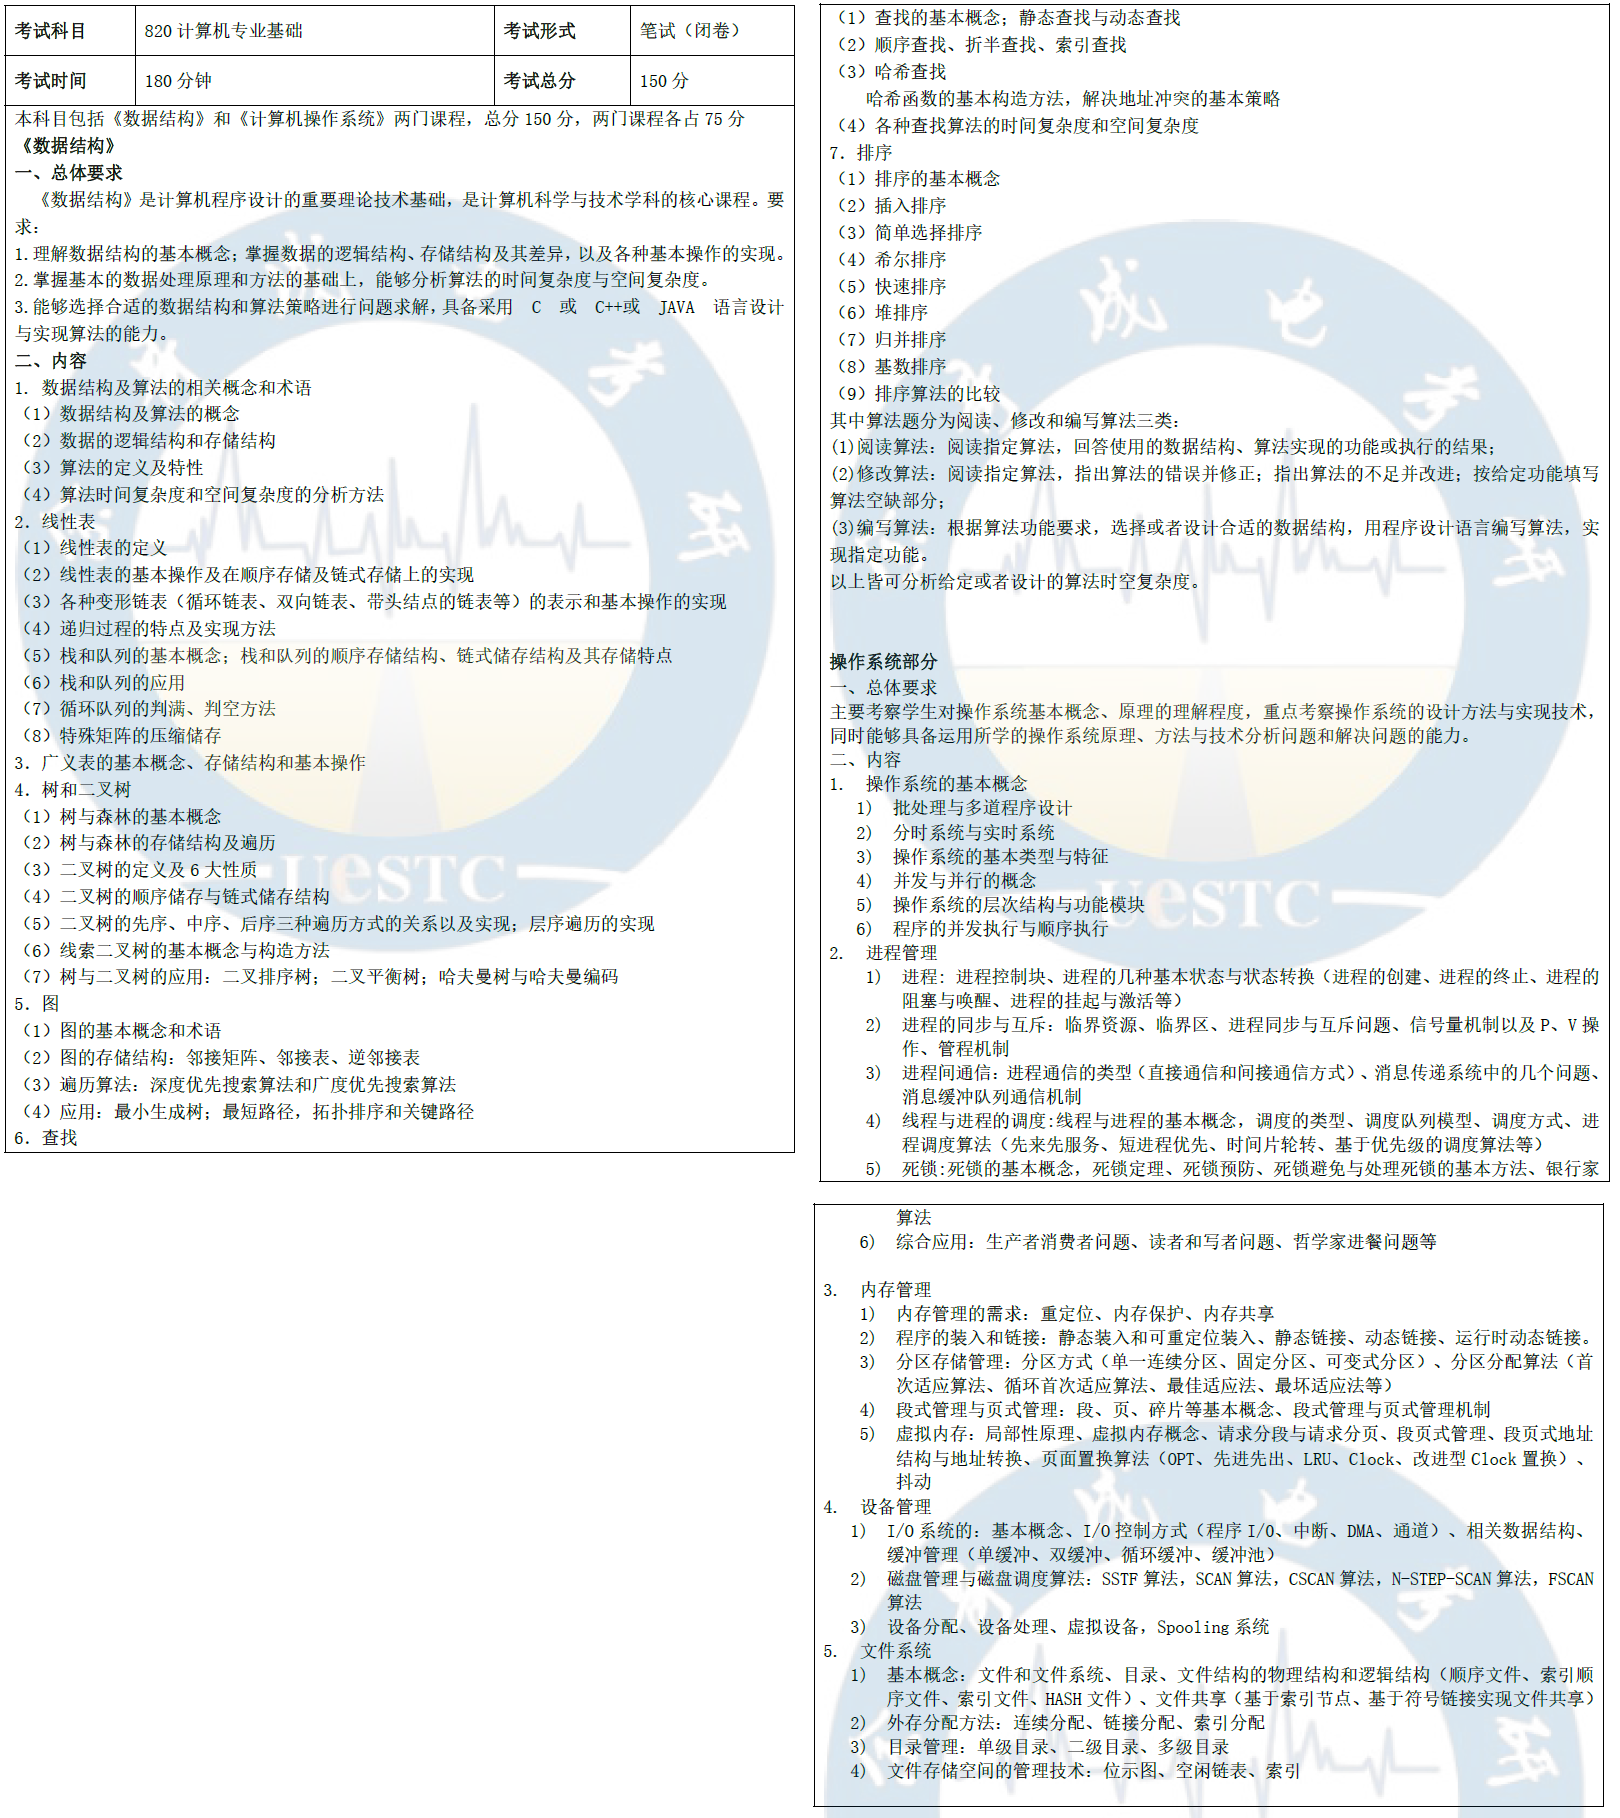 考试科目 820 计算机专业基础 考试形式 笔试（闭卷）
考试时间 180 分钟 考试总分 150 分
本科目包括《数据结构》和《计算机操作系统》两门课程，总分 150 分，两门课程各占 75 分
《数据结构》
一、总体要求
《数据结构》是计算机程序设计的重要理论技术基础，是计算机科学与技术学科的核心课程。要
求：
1.理解数据结构的基本概念；掌握数据的逻辑结构、存储结构及其差异，以及各种基本操作的实现。
2.掌握基本的数据处理原理和方法的基础上，能够分析算法的时间复杂度与空间复杂度。
3.能够选择合适的数据结构和算法策略进行问题求解，具备采用 C 或 C++或 JAVA 语言设计
与实现算法的能力。
二、内容
1. 数据结构及算法的相关概念和术语
（1）数据结构及算法的概念
（2）数据的逻辑结构和存储结构
（3）算法的定义及特性
（4）算法时间复杂度和空间复杂度的分析方法
2. 线性表
（1）线性表的定义
（2）线性表的基本操作及在顺序存储及链式存储上的实现
（3）各种变形链表（循环链表、双向链表、带头结点的链表等）的表示和基本操作的实现
（4）递归过程的特点及实现方法
（5）栈和队列的基本概念；栈和队列的顺序存储结构、链式储存结构及其存储特点
（6）栈和队列的应用
（7）循环队列的判满、判空方法
（8）特殊矩阵的压缩储存
3. 广义表的基本概念、存储结构和基本操作
4. 树和二叉树
（1）树与森林的基本概念
（2）树与森林的存储结构及遍历
（3）二叉树的定义及 6 大性质
（4）二叉树的顺序储存与链式储存结构
（5）二叉树的先序、中序、后序三种遍历方式的关系以及实现；层序遍历的实现
（6）线索二叉树的基本概念与构造方法
（7）树与二叉树的应用：二叉排序树；二叉平衡树；哈夫曼树与哈夫曼编码
5. 图
（1）图的基本概念和术语
（2）图的存储结构：邻接矩阵、邻接表、逆邻接表
（3）遍历算法：深度优先搜索算法和广度优先搜索算法
（4）应用：最小生成树；最短路径，拓扑排序和关键路径
6. 查找
（1）查找的基本概念；静态查找与动态查找
（2）顺序查找、折半查找、索引查找
（3）哈希查找
哈希函数的基本构造方法，解决地址冲突的基本策略
（4）各种查找算法的时间复杂度和空间复杂度
7. 排序
（1）排序的基本概念
（2）插入排序
（3）简单选择排序
（4）希尔排序
（5）快速排序
（6）堆排序
（7）归并排序
（8）基数排序
（9）排序算法的比较
其中算法题分为阅读、修改和编写算法三类：
(1)阅读算法：阅读指定算法，回答使用的数据结构、算法实现的功能或执行的结果；
(2)修改算法：阅读指定算法，指出算法的错误并修正；指出算法的不足并改进；按给定功能填写
算法空缺部分；
(3)编写算法：根据算法功能要求，选择或者设计合适的数据结构，用程序设计语言编写算法，实
现指定功能。
以上皆可分析给定或者设计的算法时空复杂度。
操作系统部分
一、总体要求
主要考察学生对操作系统基本概念、原理的理解程度，重点考察操作系统的设计方法与实现技术，
同时能够具备运用所学的操作系统原理、方法与技术分析问题和解决问题的能力。
二、内容
1. 操作系统的基本概念
1) 批处理与多道程序设计
2) 分时系统与实时系统
3) 操作系统的基本类型与特征
4) 并发与并行的概念
5) 操作系统的层次结构与功能模块
6) 程序的并发执行与顺序执行
2. 进程管理
1) 进程：进程控制块、进程的几种基本状态与状态转换（进程的创建、进程的终止、进程的
阻塞与唤醒、进程的挂起与激活等）
2) 进程的同步与互斥：临界资源、临界区、进程同步与互斥问题、信号量机制以及 P、V 操
作、管程机制
3) 进程间通信：进程通信的类型（直接通信和间接通信方式）、消息传递系统中的几个问题、
消息缓冲队列通信机制
4) 线程与进程的调度:线程与进程的基本概念，调度的类型、调度队列模型、调度方式、进
程调度算法（先来先服务、短进程优先、时间片轮转、基于优先级的调度算法等）
5) 死锁:死锁的基本概念，死锁定理、死锁预防、死锁避免与处理死锁的基本方法、银行家
算法
6) 综合应用：生产者消费者问题、读者和写者问题、哲学家进餐问题等
3. 内存管理
1) 内存管理的需求：重定位、内存保护、内存共享
2) 程序的装入和链接：静态装入和可重定位装入、静态链接、动态链接、运行时动态链接。
3) 分区存储管理：分区方式（单一连续分区、固定分区、可变式分区）、分区分配算法（首
次适应算法、循环首次适应算法、最佳适应法、最坏适应法等）
4) 段式管理与页式管理：段、页、碎片等基本概念、段式管理与页式管理机制
5) 虚拟内存：局部性原理、虚拟内存概念、请求分段与请求分页、段页式管理、段页式地址
结构与地址转换、页面置换算法（OPT、先进先出、LRU、Clock、改进型 Clock 置换）、
抖动
4. 设备管理
1) I/O 系统的：基本概念、I/O 控制方式（程序 I/O、中断、DMA、通道）、相关数据结构、
缓冲管理（单缓冲、双缓冲、循环缓冲、缓冲池）
2) 磁盘管理与磁盘调度算法：SSTF 算法，SCAN 算法，CSCAN 算法，N-STEP-SCAN 算法，FSCAN
算法
3) 设备分配、设备处理、虚拟设备，Spooling 系统
5. 文件系统
1) 基本概念：文件和文件系统、目录、文件结构的物理结构和逻辑结构（顺序文件、索引顺
序文件、索引文件、HASH 文件）、文件共享（基于索引节点、基于符号链接实现文件共享）
2) 外存分配方法：连续分配、链接分配、索引分配
3) 目录管理：单级目录、二级目录、多级目录
4) 文件存储空间的管理技术：位示图、空闲链表、索引
UeSTC
UeSTC